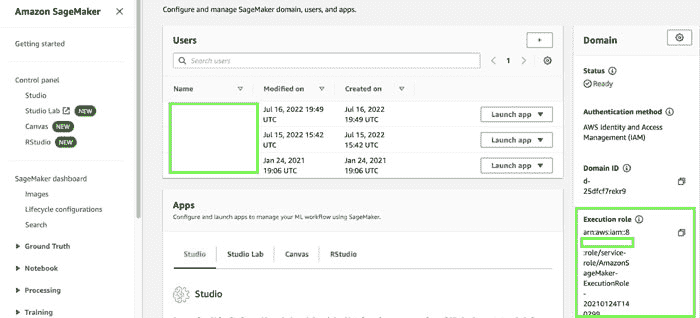 Amazon SageMaker
Getting started
Control panel
Studio
Studio Lab NEW
Canvas NEW
RStudio NEW
SageMaker dashboard
Images
Lifecycle configurations
Search
Ground Truth
Notebook
Processing
Training
Configure and manage SageMaker domain, users, and apps.
Users
+
Search users
1
Name Modified on Created on
Jul 16, 2022 19:49 UTC
Jul 16, 2022 19:49 UTC
Launch app
Jul 15, 2022 15:42 UTC
Jul 15, 2022 15:42 UTC
Launch app
Jan 24, 2021 19:06 UTC
Jan 24, 2021 19:06 UTC
Launch app
Apps
Configure and launch apps to manage your ML workflow using SageMaker.
Studio Studio Lab Canvas RStudio
Studio
Domain
Status
Ready
Authentication method
AWS Identity and Access
Management (IAM)
Domain ID
d-
25dfcf7rekr9
Execution role
arn:aws:iam::8
:role/service-
role/AmazonS
ageMaker-
ExecutionRole
-
20210124T14
0299